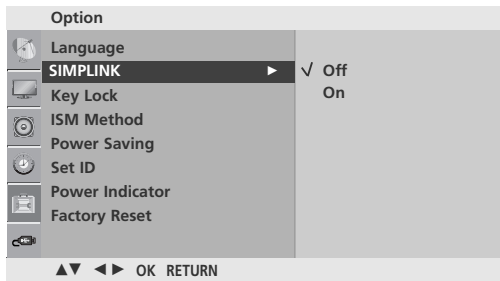 Option
Language
SIMPLINK ► √ Off
On
Key Lock
ISM Method
Power Saving
Set ID
Power Indicator
Factory Reset
▲▼ ◄► OK RETURN